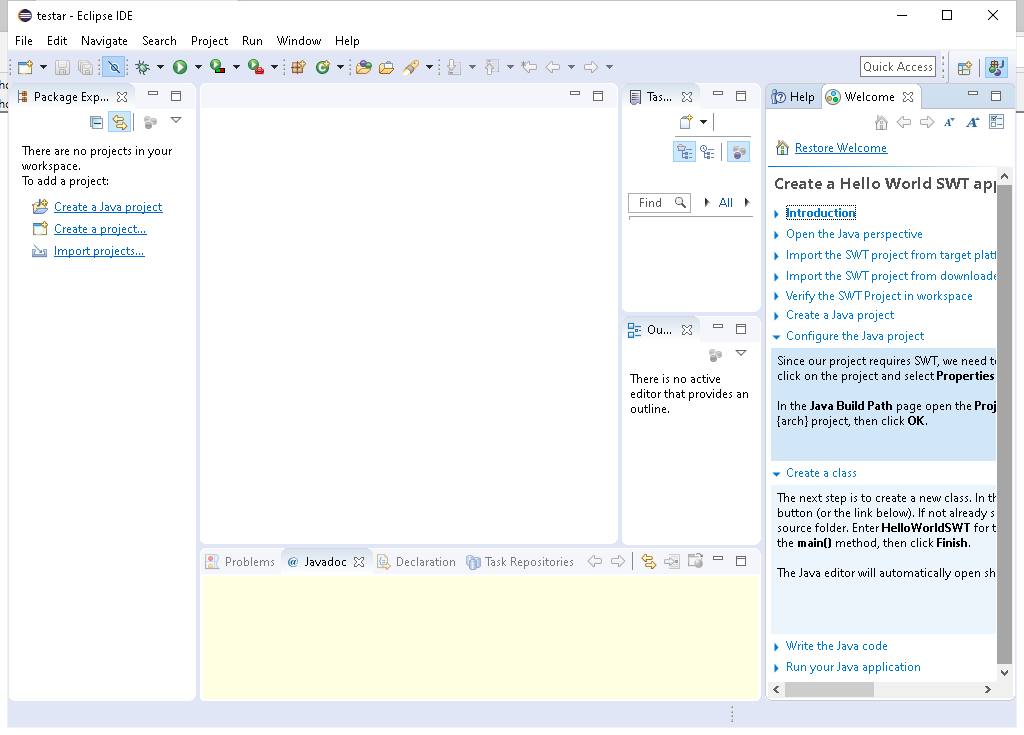 testar - Eclipse IDE
File Edit Navigate Search Project Run Window Help
Quick Access
Package Exp...
There are no projects in your
workspace.
To add a project:
Create a Java project
Create a project...
Import projects...
Tas...
Find
All
Ou...
There is no active
editor that provides an
outline.
Problems
@ Javadoc
Declaration
Task Repositories
Help
Welcome
Restore Welcome
Create a Hello World SWT app
Introduction
Open the Java perspective
Import the SWT project from target platf
Import the SWT project from downloade
Verify the SWT Project in workspace
Create a Java project
Configure the Java project
Since our project requires SWT, we need to
click on the project and select Properties
In the Java Build Path page open the Proj
{arch} project, then click OK.
Create a class
The next step is to create a new class. In th
button (or the link below). If not already s
source folder. Enter HelloWorldSWT for t
the main() method, then click Finish.
The Java editor will automatically open sh
Write the Java code
Run your Java application